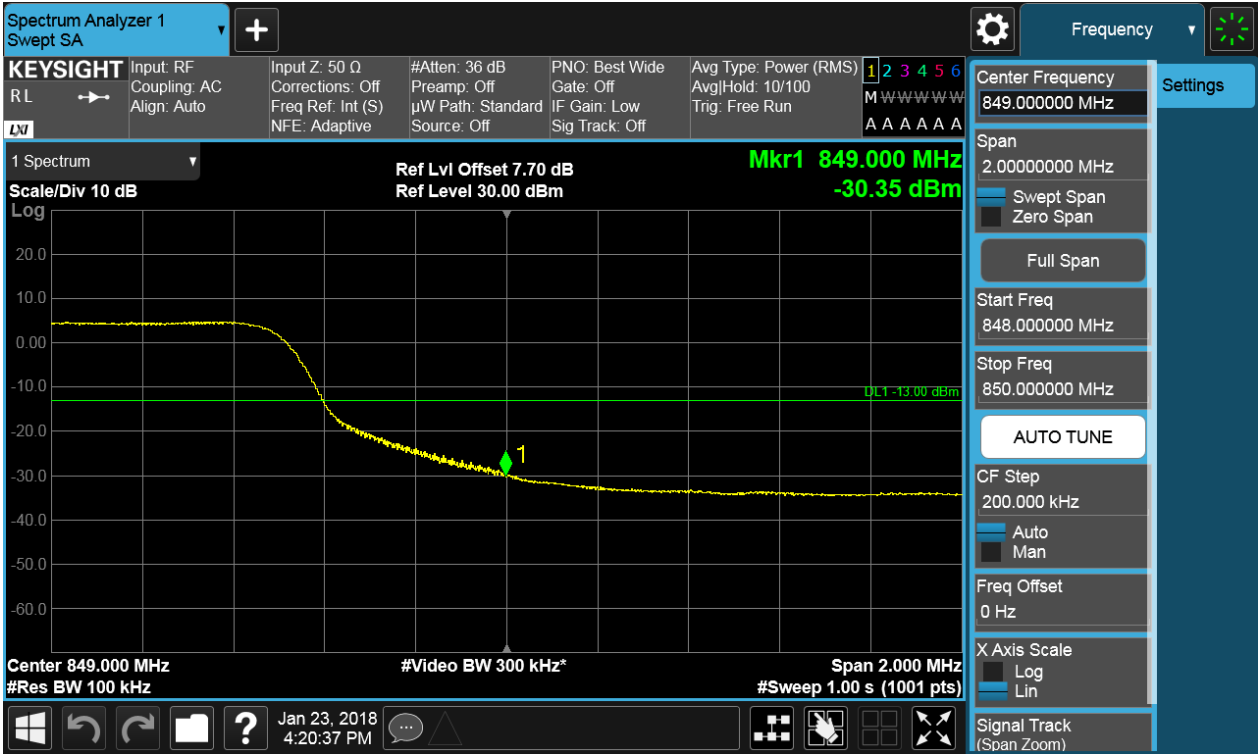 Spectrum Analyzer 1
Swept SA
+
Frequency
KEYSIGHT
R L
LXI
Input: RF
Coupling: AC
Align: Auto
Input Z: 50 Ω
Corrections: Off
Freq Ref: Int (S)
NFE: Adaptive
#Atten: 36 dB
Preamp: Off
µW Path: Standard
Source: Off
PNO: Best Wide
Gate: Off
IF Gain: Low
Sig Track: Off
Avg Type: Power (RMS)
Avg|Hold: 10/100
Trig: Free Run
1 2 3 4 5 6
M W W W W W
A A A A A A
1 Spectrum
Ref Lvl Offset 7.70 dB
Mkr1 849.000 MHz
Scale/Div 10 dB
Ref Level 30.00 dBm
-30.35 dBm
Log
20.0
10.0
0.00
-10.0
DL1 -13.00 dBm
-20.0
1
-30.0
-40.0
-50.0
-60.0
Center 849.000 MHz
#Video BW 300 kHz*
Span 2.000 MHz
#Res BW 100 kHz
#Sweep 1.00 s (1001 pts)
Center Frequency
849.000000 MHz
Settings
Span
2.00000000 MHz
Swept Span
Zero Span
Full Span
Start Freq
848.000000 MHz
Stop Freq
850.000000 MHz
AUTO TUNE
CF Step
200.000 kHz
Auto
Man
Freq Offset
0 Hz
X Axis Scale
Log
Lin
Signal Track
(Span Zoom)
?
Jan 23, 2018
4:20:37 PM